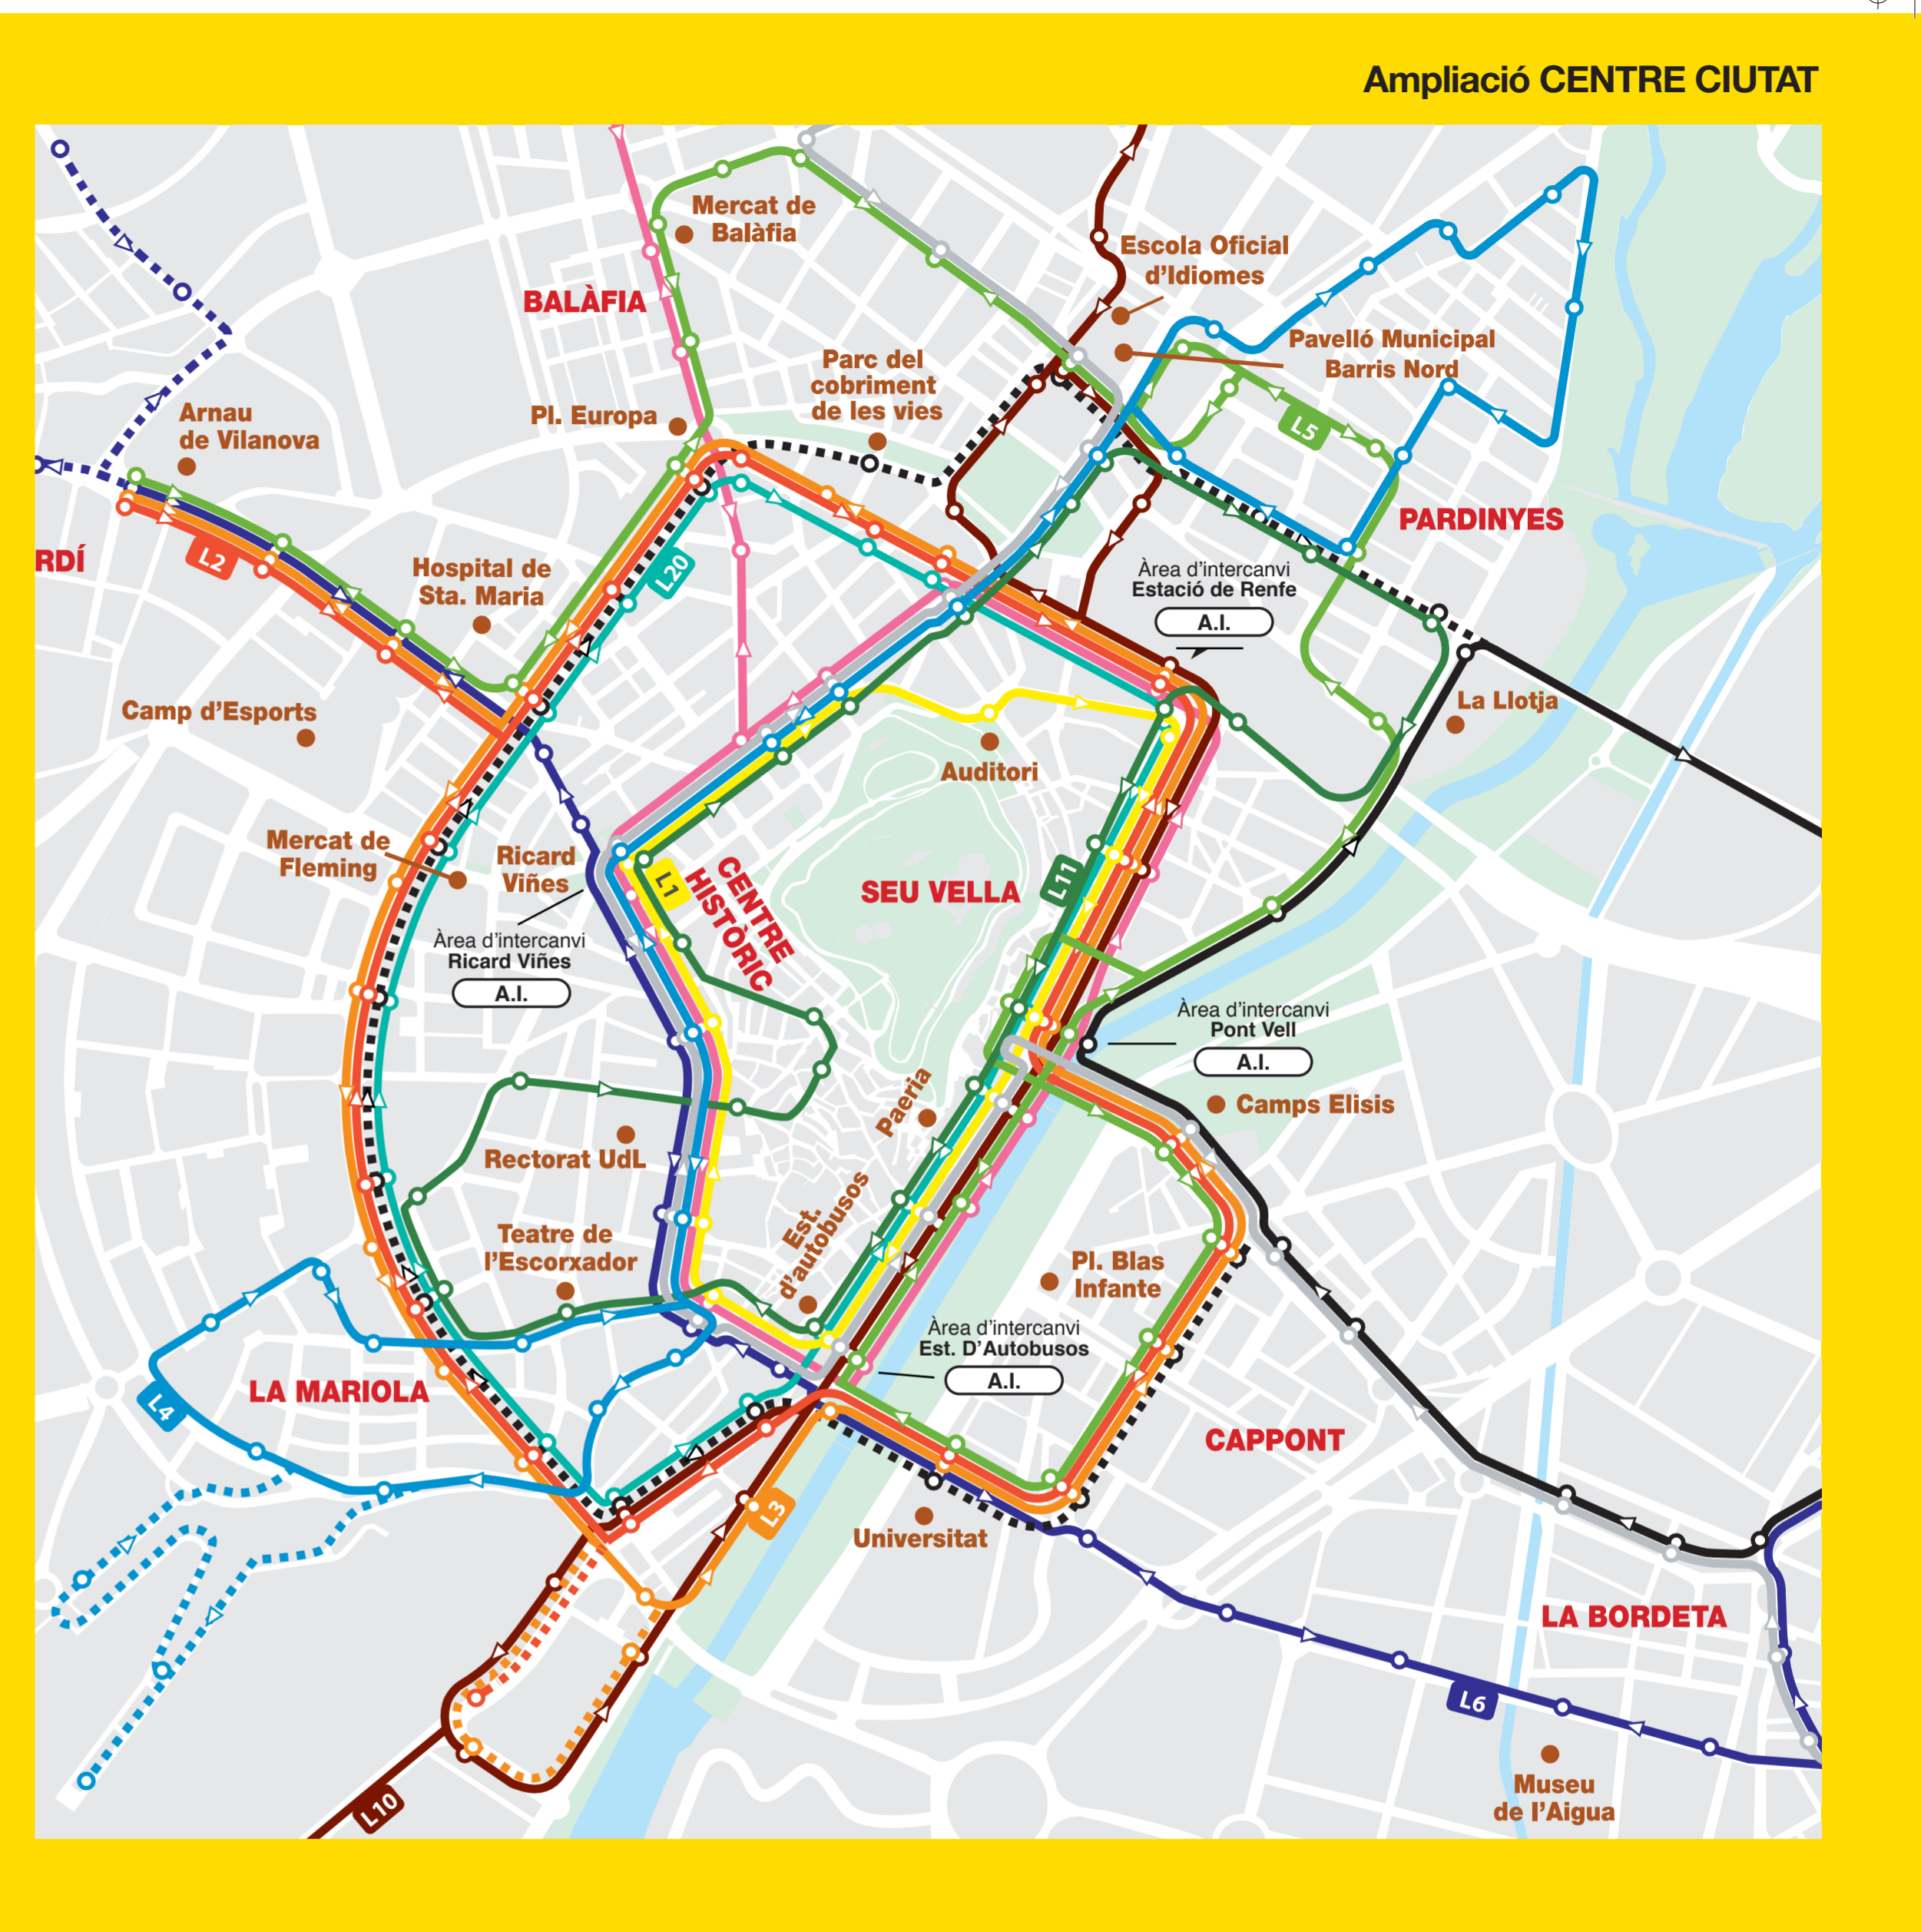 Ampliació CENTRE CIUTAT
Mercat de
Balàfia
Escola Oficial
d'Idiomes
BALÀFIA
Pavelló Municipal
Barris Nord
Parc del
cobriment
de les vies
Pl. Europa
Arnau
de Vilanova
L5
PARDINYES
RDÍ
L2
Hospital de
Sta. Maria
L20
Àrea d'intercanvi
Estació de Renfe
A.I.
Camp d'Esports
La Llotja
Auditori
Mercat de
Fleming
Ricard
Viñes
L1
CENTRE
HISTÒRIC
SEU VELLA
L11
Àrea d'intercanvi
Ricard Viñes
A.I.
Àrea d'intercanvi
Pont Vell
A.I.
Paeria
Camps Elisis
Rectorat UdL
Est.
d'autobusos
Teatre de
l'Escorxador
Pl. Blas
Infante
Àrea d'intercanvi
Est. D'Autobusos
A.I.
LA MARIOLA
L4
CAPPONT
L3
Universitat
LA BORDETA
L6
L10
Museu
de l'Aigua